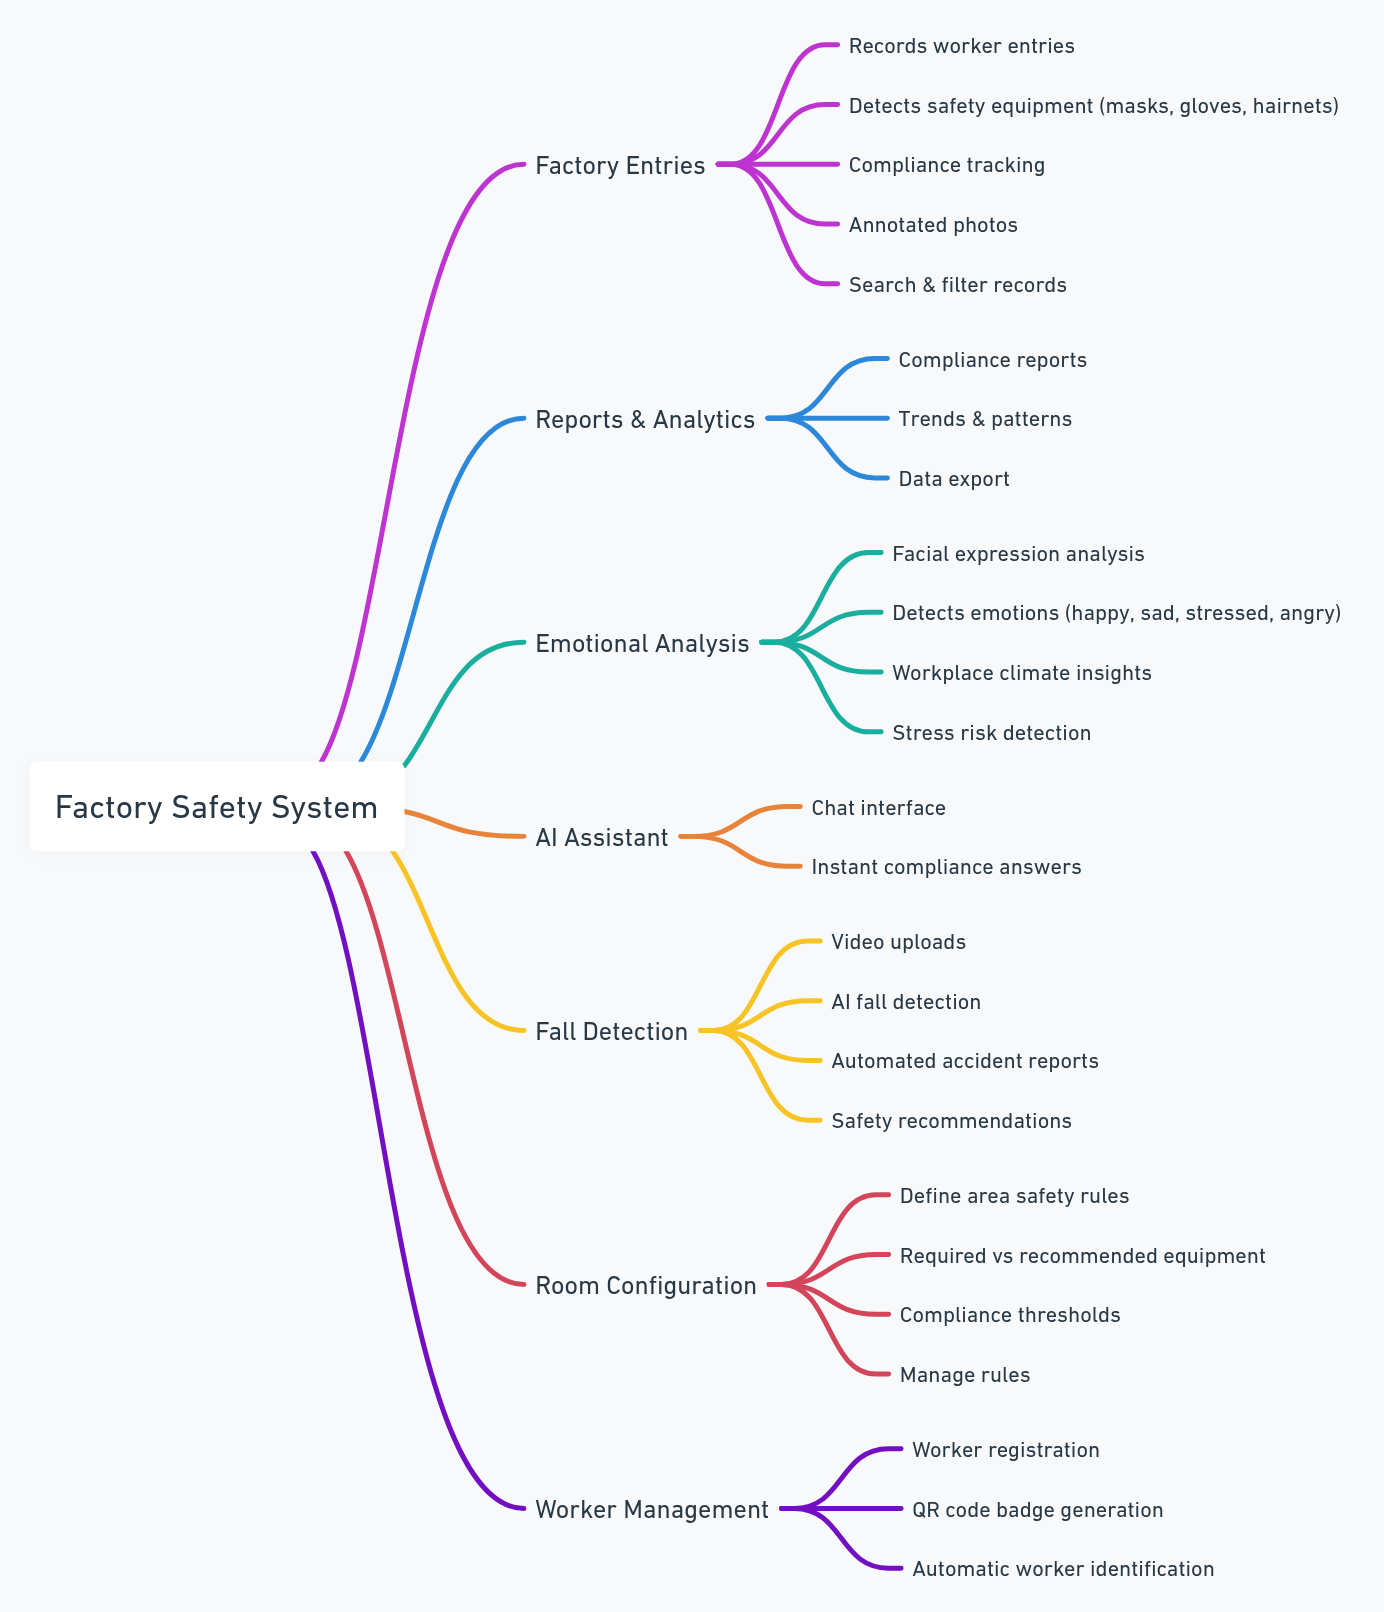 Factory Safety System
Factory Entries
Records worker entries
Detects safety equipment (masks, gloves, hairnets)
Compliance tracking
Annotated photos
Search & filter records
Reports & Analytics
Compliance reports
Trends & patterns
Data export
Emotional Analysis
Facial expression analysis
Detects emotions (happy, sad, stressed, angry)
Workplace climate insights
Stress risk detection
AI Assistant
Chat interface
Instant compliance answers
Fall Detection
Video uploads
AI fall detection
Automated accident reports
Safety recommendations
Room Configuration
Define area safety rules
Required vs recommended equipment
Compliance thresholds
Manage rules
Worker Management
Worker registration
QR code badge generation
Automatic worker identification